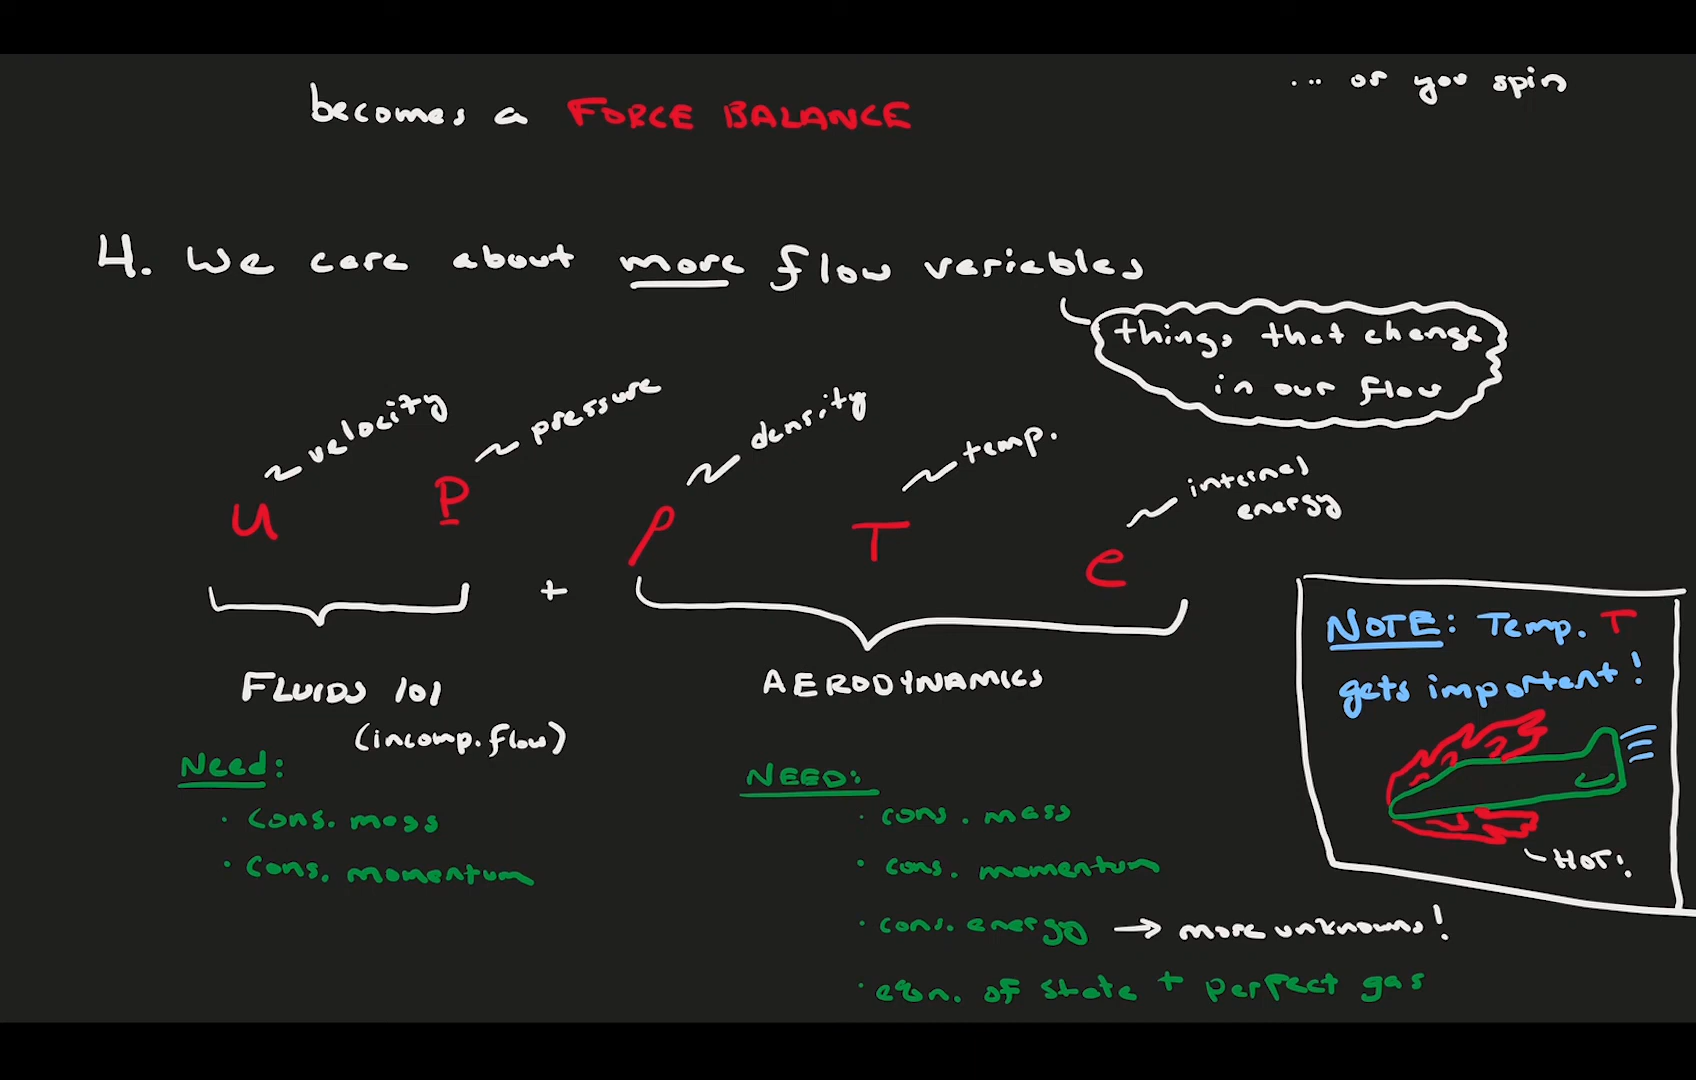 ... or you spin
becomes a FORCE BALANCE
4. We care about more flow variables
things that change
in our flow
velocity
pressure
density
temp.
internal
energy
u
P
ρ
T
e
+
FLUIDS 101
(incomp. flow)
AERODYNAMICS
Need:
· Cons. mass
· Cons. momentum
NEED:
· cons. mass
· cons. momentum
· cons. energy → more unknowns!
· eqn. of state + perfect gas
NOTE: Temp. T
gets important!
HOT!